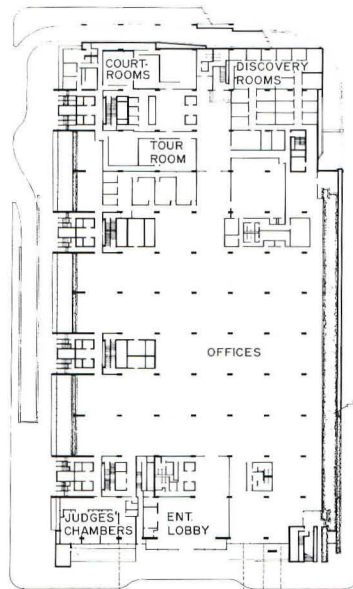 COURT-
ROOMS
DISCOVERY
ROOMS
TOUR
ROOM
OFFICES
JUDGES'
CHAMBERS
ENT.
LOBBY